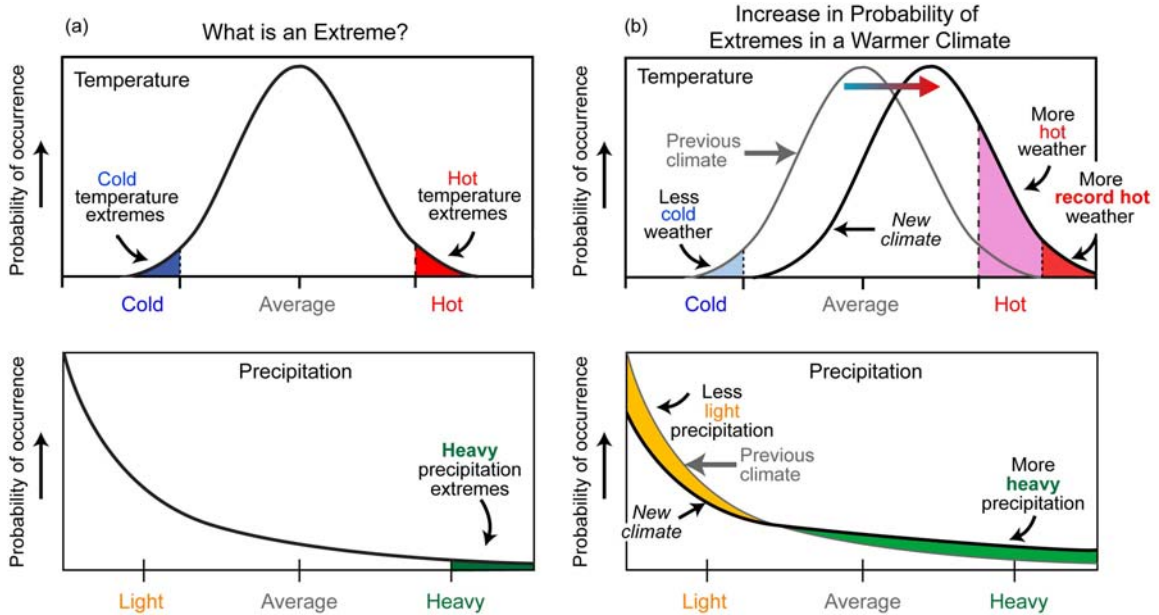 (a)
What is an Extreme?
Probability of occurrence
Temperature
Cold
temperature
extremes
Hot
temperature
extremes
Cold
Average
Hot
(b)
Increase in Probability of
Extremes in a Warmer Climate
Probability of occurrence
Temperature
Previous
climate
Less
cold
weather
New
climate
More
hot
weather
More
record hot
weather
Cold
Average
Hot
Probability of occurrence
Precipitation
Heavy
precipitation
extremes
Light
Average
Heavy
Probability of occurrence
Precipitation
Less
light
precipitation
Previous
climate
New
climate
More
heavy
precipitation
Light
Average
Heavy